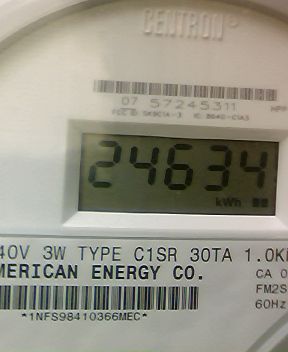 CENTRON®
07 57245311
24634
kWh
40V 3W TYPE C1SR 30TA 1.0K
MERICAN ENERGY CO.
CA 0
FM2S
60Hz
*1NFS98410366MEC*